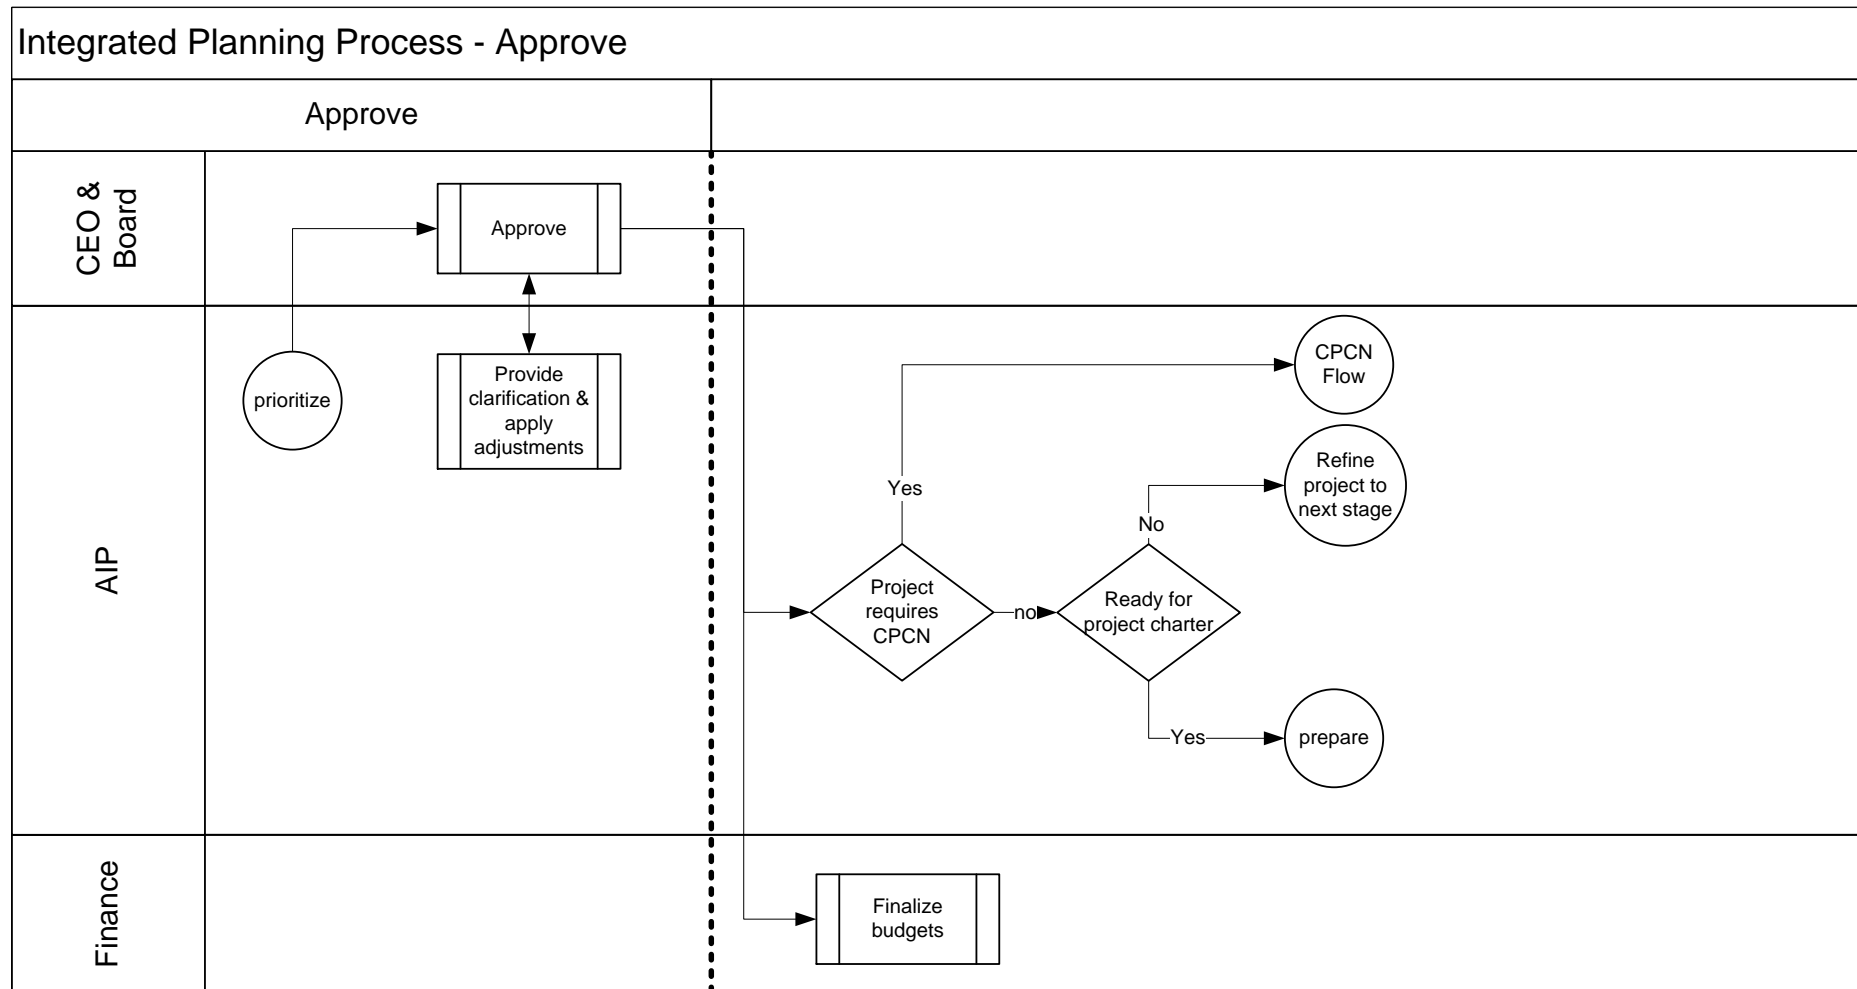 Integrated Planning Process - Approve
Approve
CEO &
Board
Approve
prioritize
Provide
clarification &
apply
adjustments
AIP
CPCN
Flow
Refine
project to
next stage
Yes
No
Project
requires
CPCN
no
Ready for
project charter
Yes
prepare
Finance
Finalize
budgets